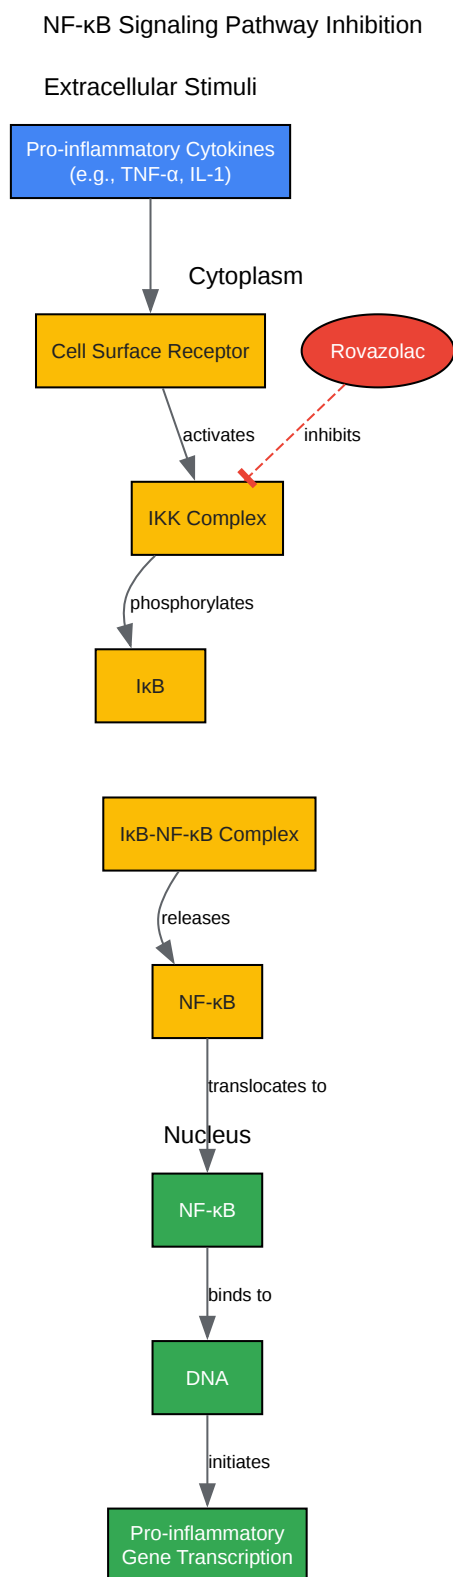 NF-κB Signaling Pathway Inhibition
Extracellular Stimuli
Pro-inflammatory Cytokines
(e.g., TNF-α, IL-1)
Cytoplasm
Cell Surface Receptor
Rovazolac
activates
inhibits
IKK Complex
phosphorylates
IκB
IκB-NF-κB Complex
releases
NF-κB
translocates to
Nucleus
NF-κB
binds to
DNA
initiates
Pro-inflammatory
Gene Transcription